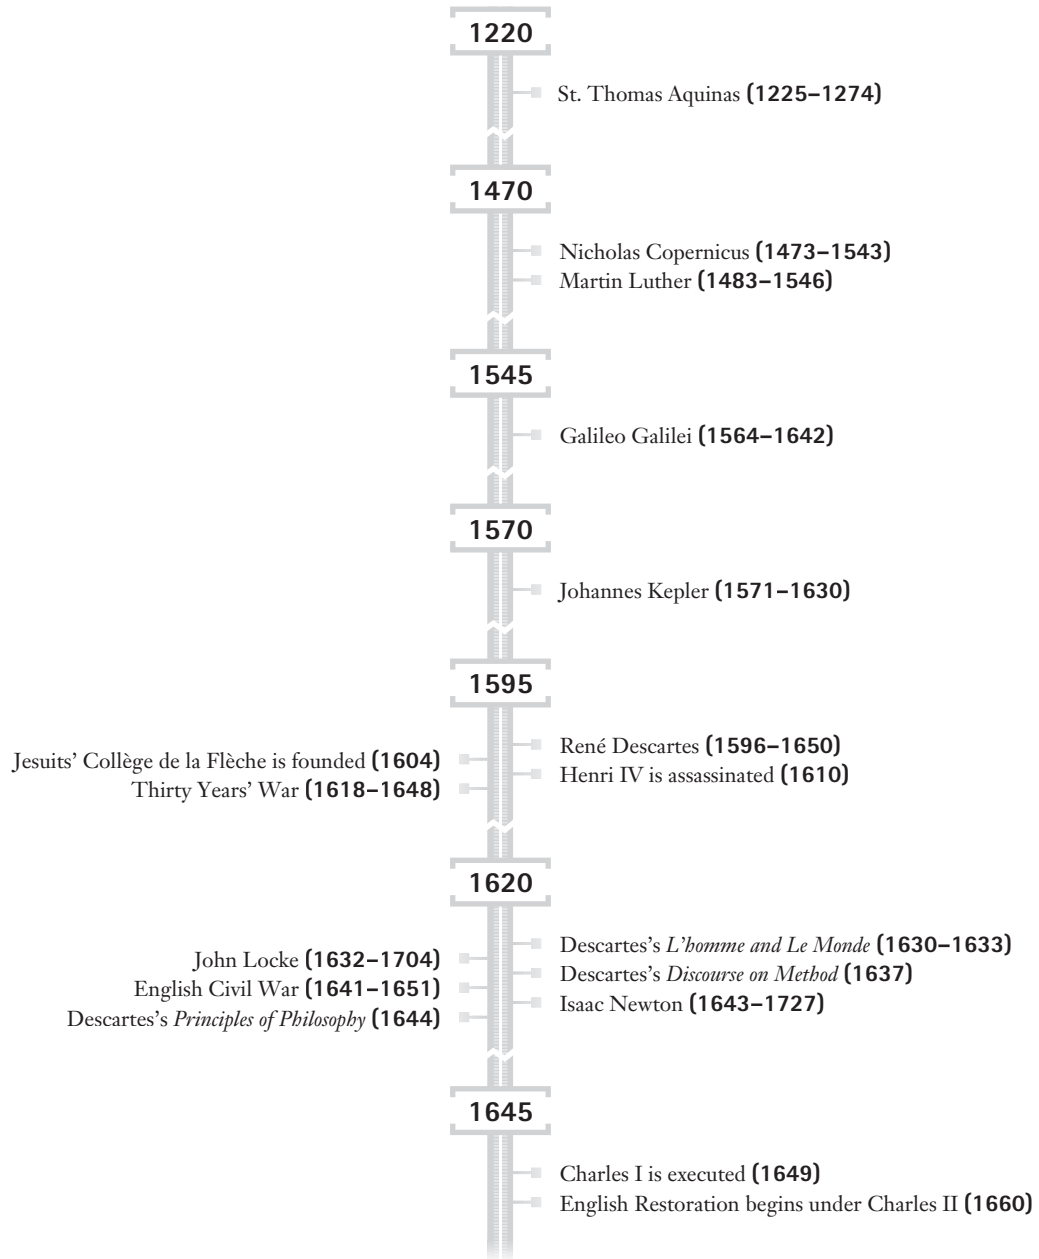 1220
St. Thomas Aquinas (1225–1274)
1470
Nicholas Copernicus (1473–1543)
Martin Luther (1483–1546)
1545
Galileo Galilei (1564–1642)
1570
Johannes Kepler (1571–1630)
1595
René Descartes (1596–1650)
Jesuits’ Collège de la Flèche is founded (1604)
Henri IV is assassinated (1610)
Thirty Years’ War (1618–1648)
1620
Descartes’s L’homme and Le Monde (1630–1633)
John Locke (1632–1704)
Descartes’s Discourse on Method (1637)
English Civil War (1641–1651)
Isaac Newton (1643–1727)
Descartes’s Principles of Philosophy (1644)
1645
Charles I is executed (1649)
English Restoration begins under Charles II (1660)